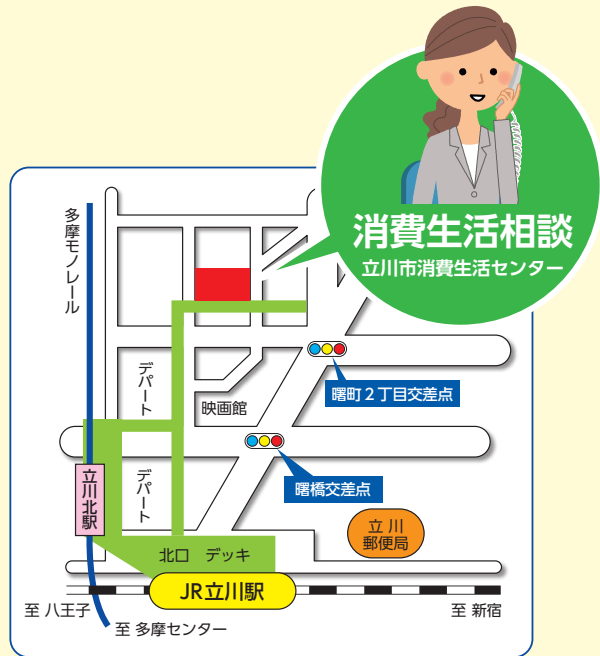 消費生活相談
立川市消費生活センター
多摩モノレール
デパート
映画館
曙町2丁目交差点
デパート
曙橋交差点
立川北駅
立川
郵便局
北口 デッキ
JR立川駅
至 八王子
至 新宿
至 多摩センター